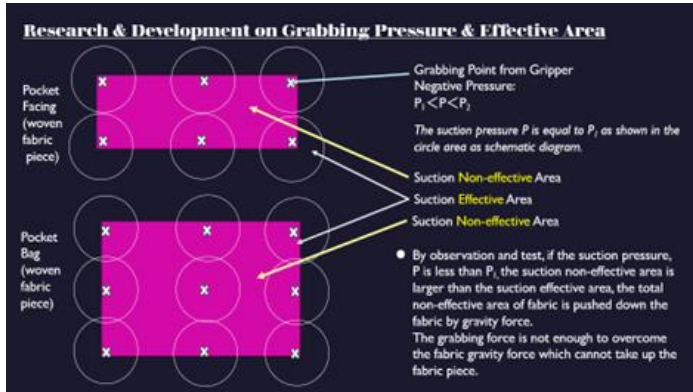 Research & Development on Grabbing Pressure & Effective Area
Pocket
Facing
(woven
fabric
piece)
x x x
x x x
Grabbing Point from Gripper
Negative Pressure:
P₁<P<P₂
The suction pressure P is equal to P₁ as shown in the
circle area as schematic diagram.
Suction Non-effective Area
Suction Effective Area
Suction Non-effective Area
Pocket
Bag
(woven
fabric
piece)
x x x
x x x
x x x
● By observation and test, if the suction pressure,
P is less than P₁, the suction non-effective area is
larger than the suction effective area, the total
non-effective area of fabric is pushed down the
fabric by gravity force.
The grabbing force is not enough to overcome
the fabric gravity force which cannot take up the
fabric piece.